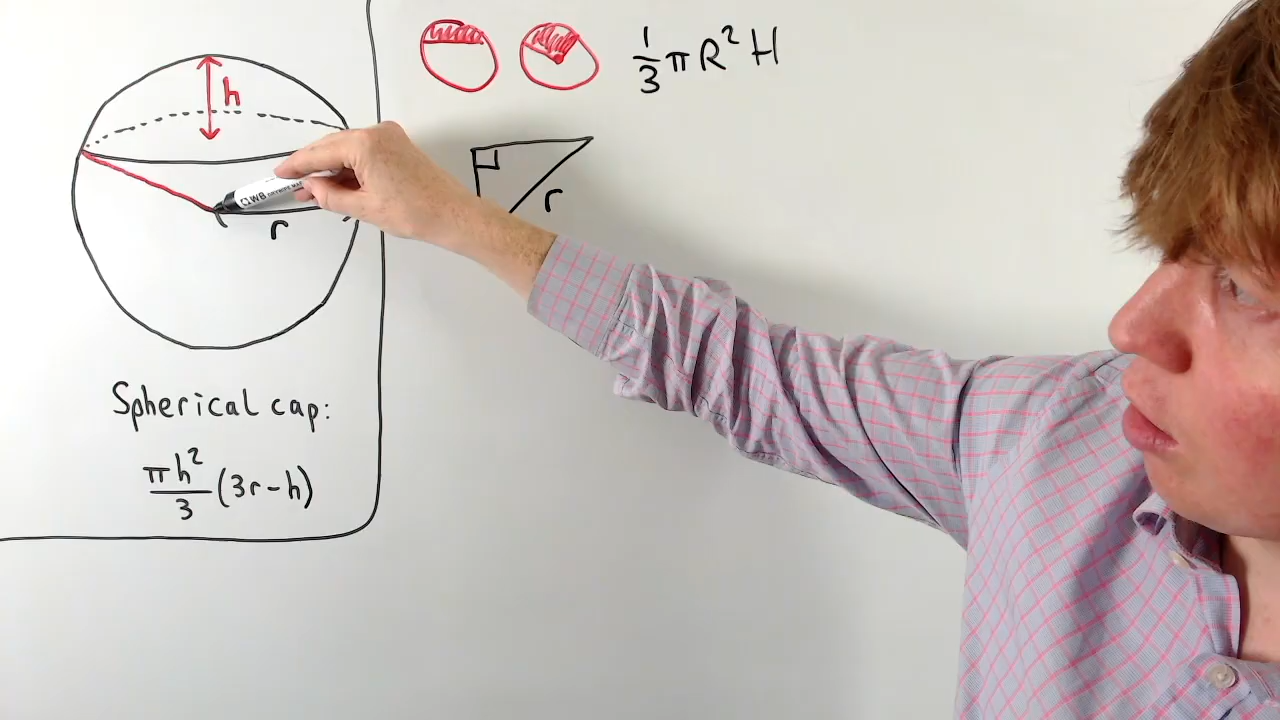 h
r
Spherical cap:
πh²/3 (3r-h)
1/3 πR²H
r